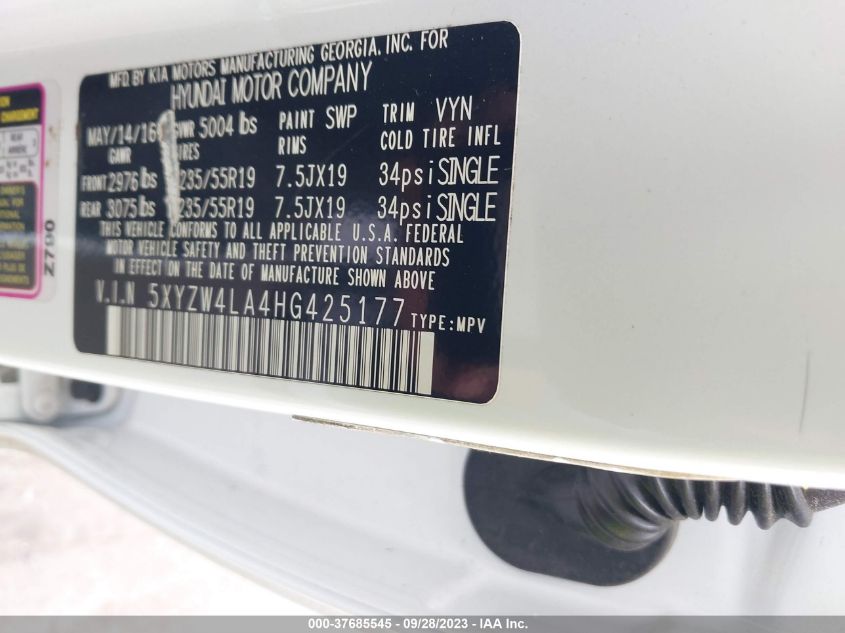 MFD. BY KIA MOTORS MANUFACTURING GEORGIA, INC. FOR
HYUNDAI MOTOR COMPANY
MAY/14/16 GVWR 5004 lbs PAINT SWP TRIM VYN
GAWR RIMS COLD TIRE INFL
FRONT 2976 lbs 235/55R19 7.5JX19 34psi SINGLE
REAR 3075 lbs 235/55R19 7.5JX19 34psi SINGLE
THIS VEHICLE CONFORMS TO ALL APPLICABLE U.S.A. FEDERAL
MOTOR VEHICLE SAFETY AND THEFT PREVENTION STANDARDS
IN EFFECT ON THE DATE OF MANUFACTURE SHOWN ABOVE
V.I.N 5XYZW4LA4HG425177 TYPE:MPV
000-37685545 - 09/28/2023 - IAA Inc.